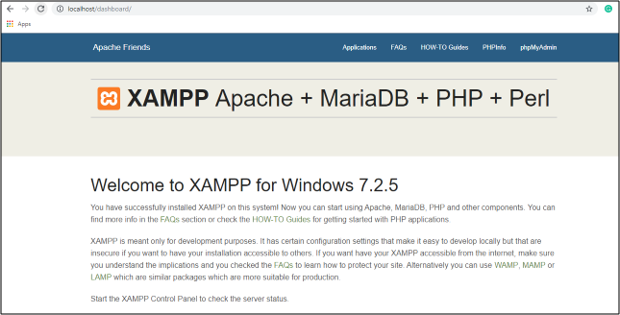 localhost/dashboard/
Apps
Apache Friends Applications FAQs HOW-TO Guides PHPInfo phpMyAdmin
XAMPP Apache + MariaDB + PHP + Perl
Welcome to XAMPP for Windows 7.2.5
You have successfully installed XAMPP on this system! Now you can start using Apache, MariaDB, PHP and other components. You can
find more info in the FAQs section or check the HOW-TO Guides for getting started with PHP applications.
XAMPP is meant only for development purposes. It has certain configuration settings that make it easy to develop locally but that are
insecure if you want to have your installation accessible to others. If you want have your XAMPP accessible from the internet, make sure
you understand the implications and you checked the FAQs to learn how to protect your site. Alternatively you can use WAMP, MAMP or
LAMP which are similar packages which are more suitable for production.
Start the XAMPP Control Panel to check the server status.